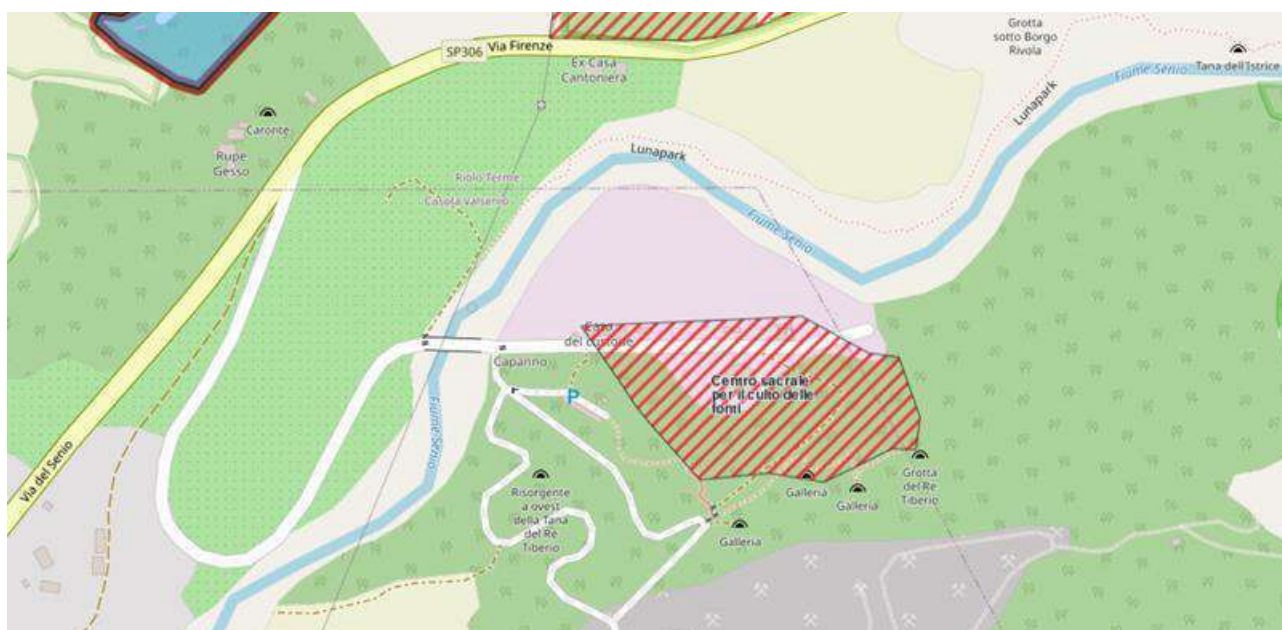 Grotta
sotto Borgo
Rivola
SP306
Via Firenze
Ex Casa
Cantoniera
Tana dell'Istrice
Fiume Senio
Lunapark
Caronte
Rupe
Gesso
Lunapark
Riolo Terme
Casola Valsenio
Fiume Senio
Casa
del custode
Capanno
Centro sacrale
per il culto delle
fonti
P
Fiume Senio
Via del Senio
Risorgente
a ovest
della Tana
del Re
Tiberio
Galleria
Galleria
Grotta
del Re
Tiberio
Galleria